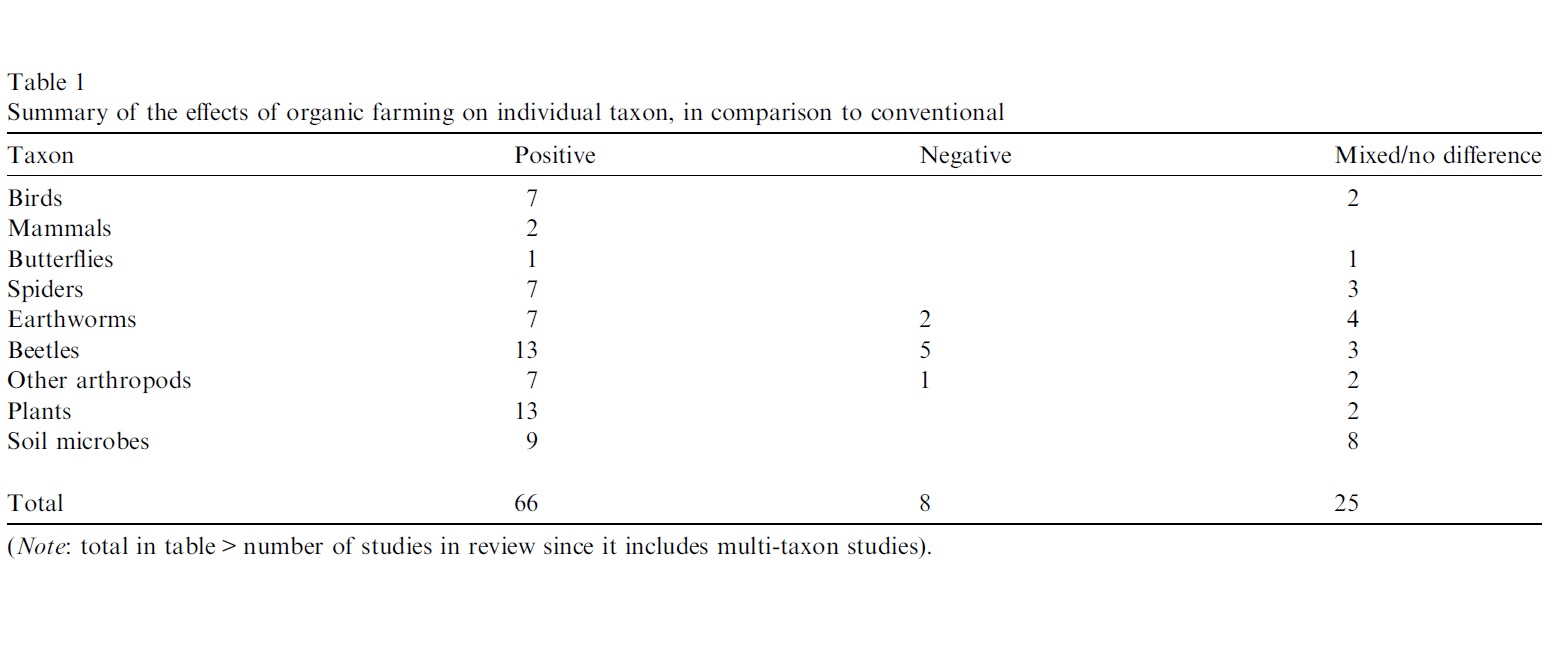 Table 1
Summary of the effects of organic farming on individual taxon, in comparison to conventional
Taxon Positive Negative Mixed/no difference
Birds 7 2
Mammals 2
Butterflies 1 1
Spiders 7 3
Earthworms 7 2 4
Beetles 13 5 3
Other arthropods 7 1 2
Plants 13 2
Soil microbes 9 8
Total 66 8 25
(Note: total in table > number of studies in review since it includes multi-taxon studies).